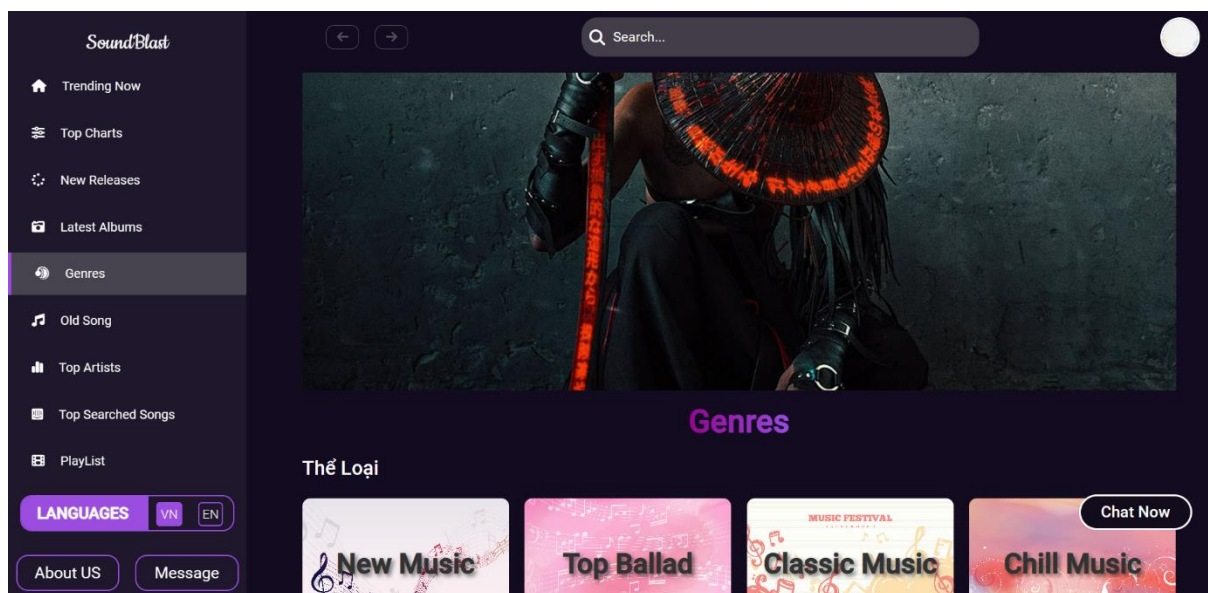 SoundBlast
Search...
Trending Now
Top Charts
New Releases
Latest Albums
Genres
Old Song
Top Artists
Top Searched Songs
PlayList
LANGUAGES VN EN
About US Message
Genres
Thể Loại
New Music
Top Ballad
MUSIC FESTIVAL
Classic Music
Chill Music
Chat Now